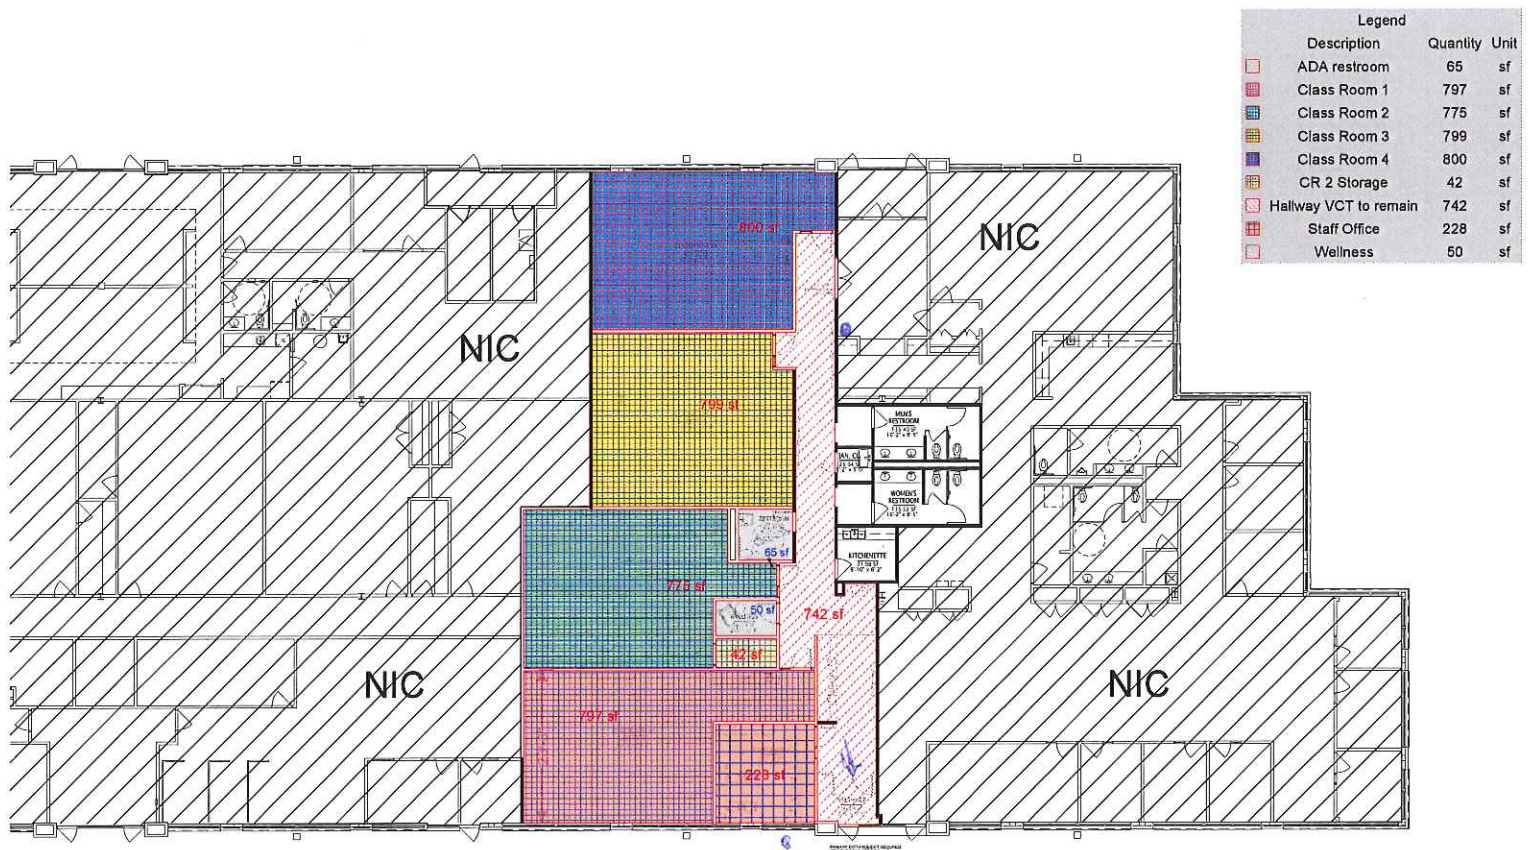 Legend
Description Quantity Unit
ADA restroom 65 sf
Class Room 1 797 sf
Class Room 2 775 sf
Class Room 3 799 sf
Class Room 4 800 sf
CR 2 Storage 42 sf
Hallway VCT to remain 742 sf
Staff Office 228 sf
Wellness 50 sf
800 sf
NIC
NIC
799 sf
MEN'S
RESTROOM
WOMEN'S
RESTROOM
65 sf
KITCHENETTE
775 sf
50 sf
742 sf
42 sf
NIC
NIC
797 sf
228 sf